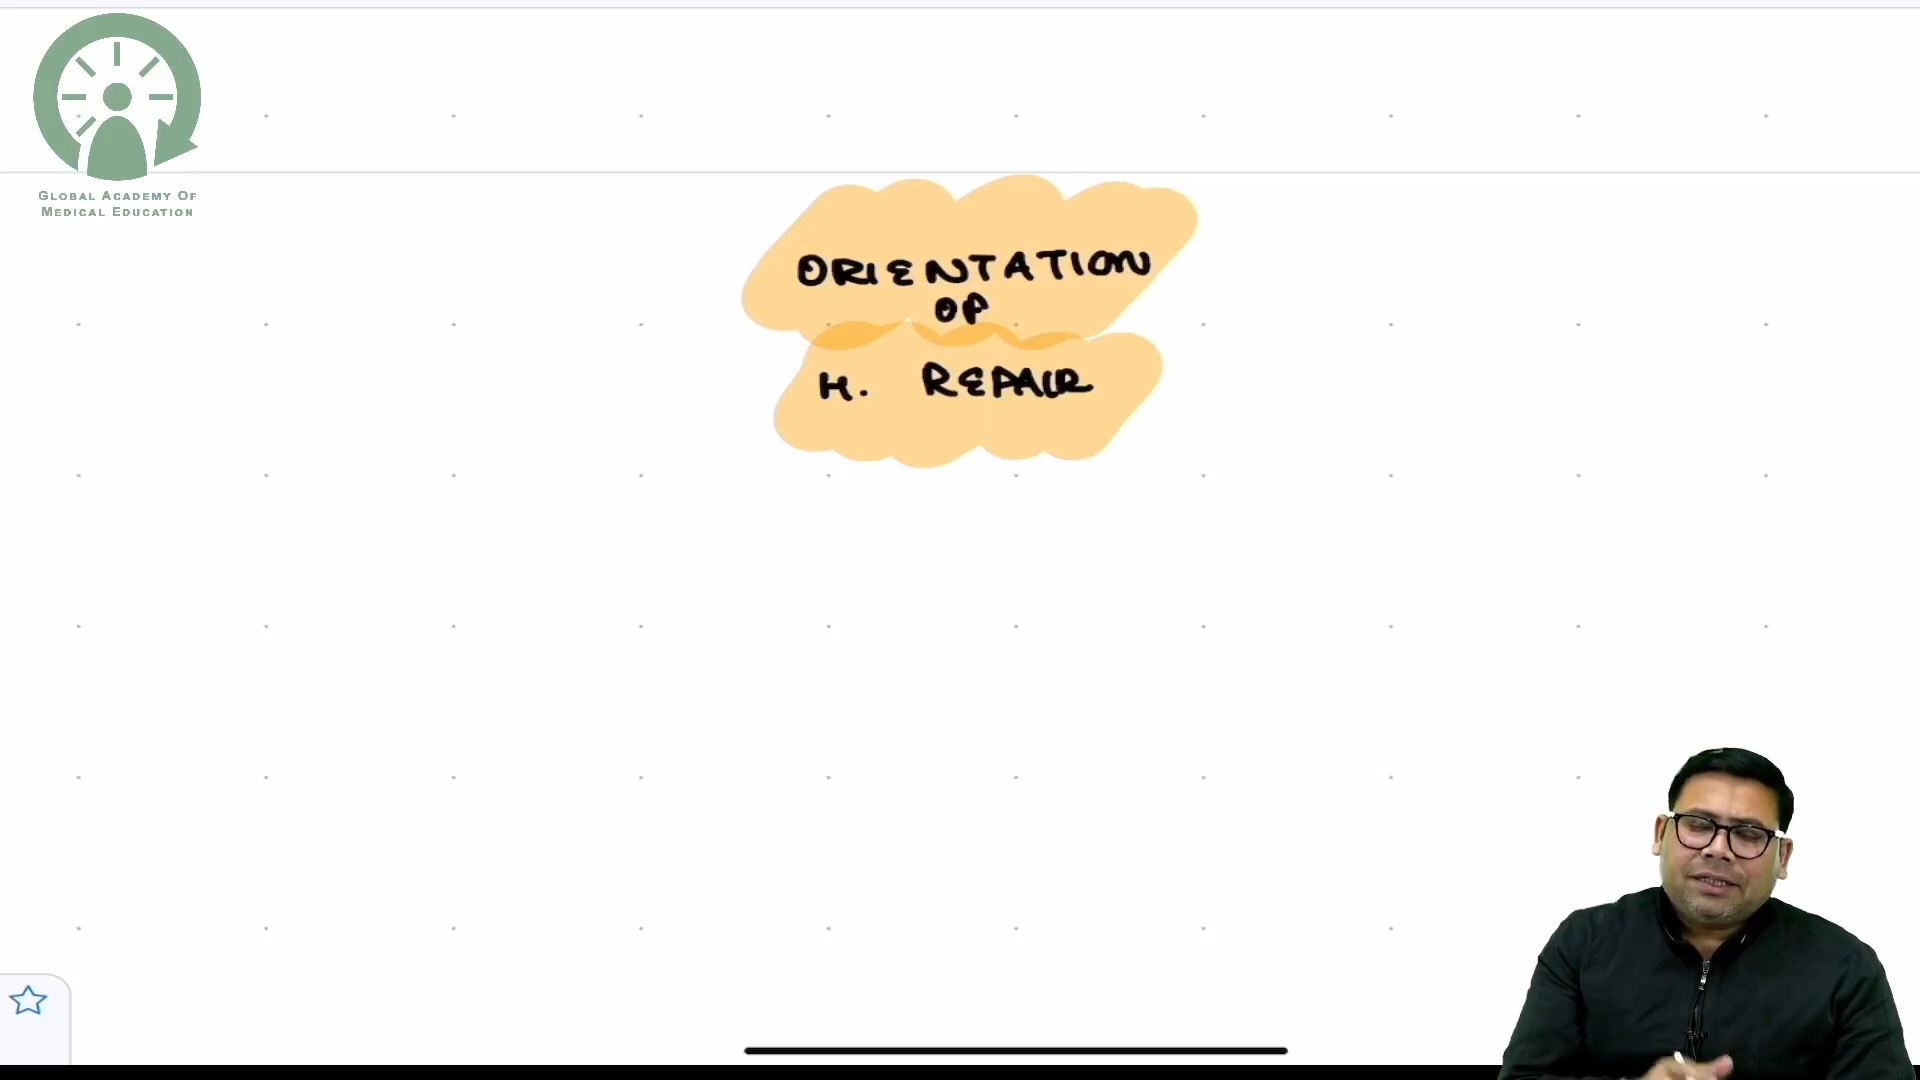 GLOBAL ACADEMY OF
MEDICAL EDUCATION
ORIENTATION
OF
H. REPAIR